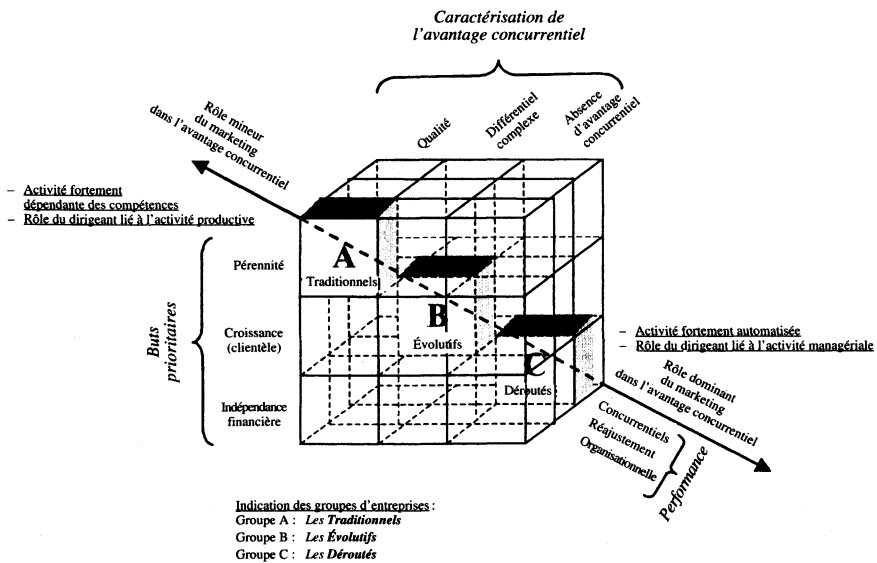 Caractérisation de
l'avantage concurrentiel
Qualité
Différentiel
complexe
Absence
d'avantage
concurrentiel
Rôle mineur
du marketing
dans l'avantage concurrentiel
– Activité fortement
dépendante des compétences
– Rôle du dirigeant lié à l'activité productive
Buts
prioritaires
Pérennité
Croissance
(clientèle)
Indépendance
financière
A
Traditionnels
B
Évolutifs
C
Déroutés
– Activité fortement automatisée
– Rôle du dirigeant lié à l'activité managériale
Rôle dominant
du marketing
dans l'avantage concurrentiel
Concurrentiels
Réajustement
Organisationnelle
Performance
Indication des groupes d'entreprises :
Groupe A : Les Traditionnels
Groupe B : Les Évolutifs
Groupe C : Les Déroutés